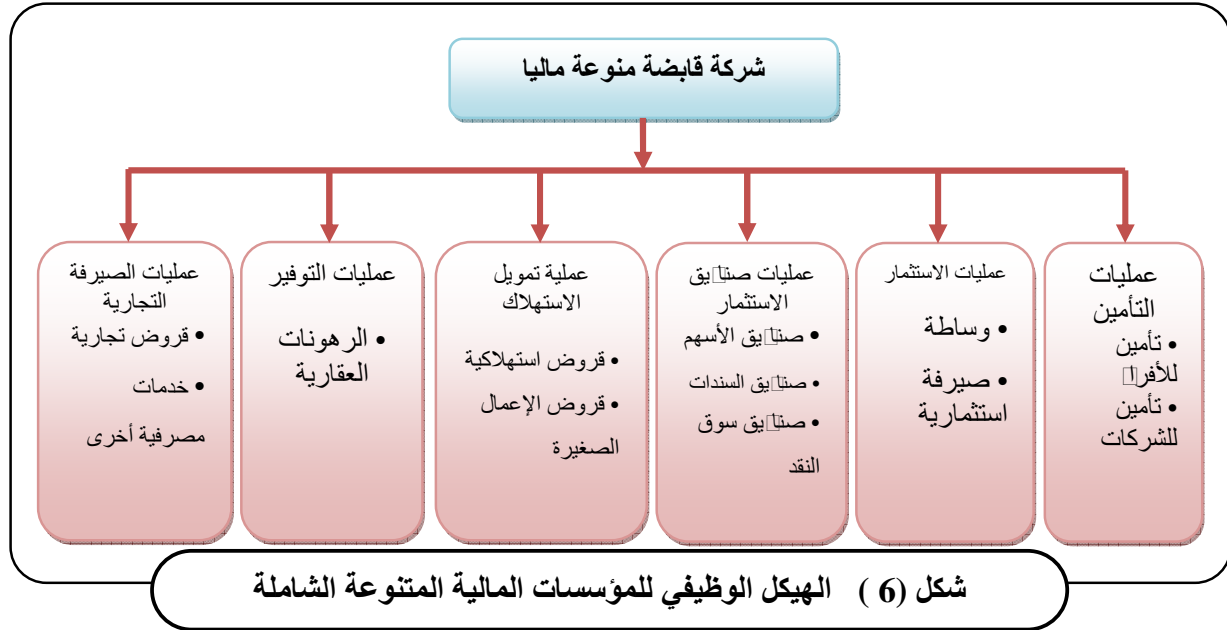 شركة قابضة منوعة ماليا
عمليات
التأمين
• تأمين
للأفرا□
• تأمين
للشركات
عمليات الاستثمار
• وساطة
• صيرفة
استثمارية
عمليات صنا□يق
الاستثمار
• صنا□يق الأسهم
• صنا□يق السندات
• صنا□يق سوق
النقد
عملية تمويل
الاستهلاك
• قروض استهلاكية
• قروض الإعمال
الصغيرة
عمليات التوفير
• الرهونات
العقارية
عمليات الصيرفة
التجارية
• قروض تجارية
• خدمات
مصرفية أخرى
شكل (6 ) الهيكل الوظيفي للمؤسسات المالية المتنوعة الشاملة